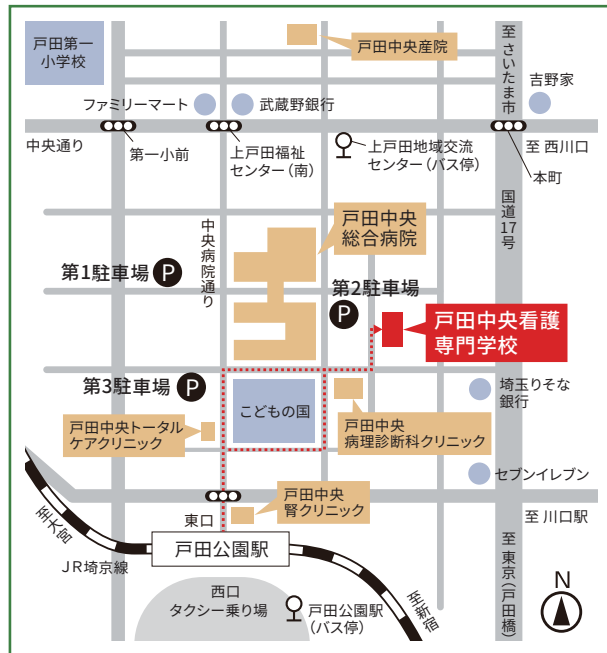 戸田第一
小学校
戸田中央産院
至さいたま市
吉野家
ファミリーマート
武蔵野銀行
中央通り
第一小前
上戸田福祉
センター(南)
上戸田地域交流
センター(バス停)
本町
至 西川口
国道17号
中央病院通り
戸田中央
総合病院
第1駐車場 P
第2駐車場
P
戸田中央看護
専門学校
第3駐車場 P
こどもの国
戸田中央
病理診断科クリニック
埼玉りそな
銀行
戸田中央トータル
ケアクリニック
セブンイレブン
戸田中央
腎クリニック
東口
至 川口駅
至大宮
戸田公園駅
JR埼京線
至 東京(戸田橋)
西口
タクシー乗り場
戸田公園駅
(バス停)
至新宿
N